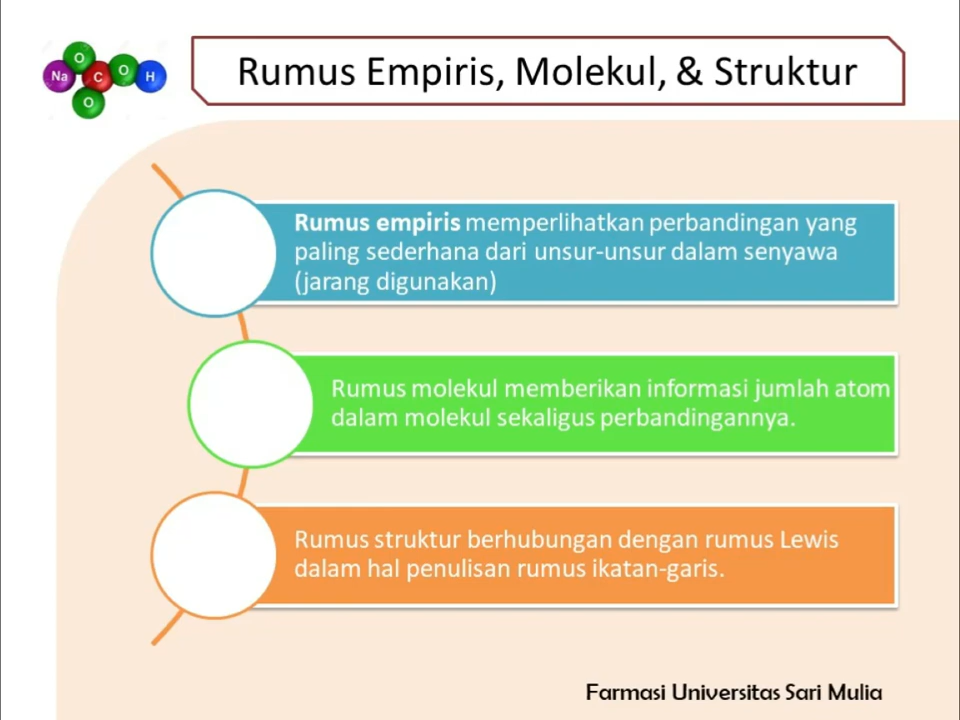 Na O C O H
O
Rumus Empiris, Molekul, & Struktur
Rumus empiris memperlihatkan perbandingan yang
paling sederhana dari unsur-unsur dalam senyawa
(jarang digunakan)
Rumus molekul memberikan informasi jumlah atom
dalam molekul sekaligus perbandingannya.
Rumus struktur berhubungan dengan rumus Lewis
dalam hal penulisan rumus ikatan-garis.
Farmasi Universitas Sari Mulia